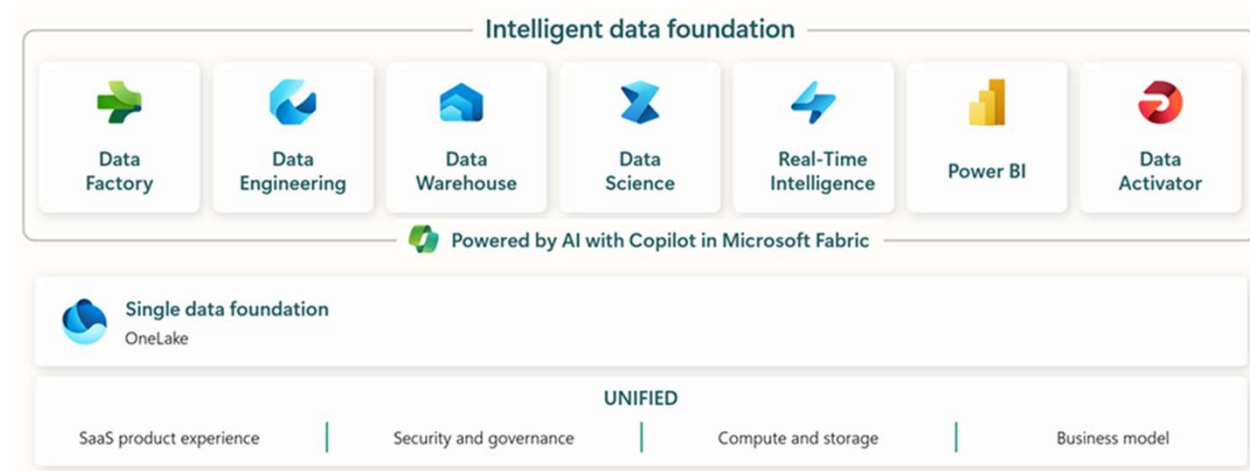 Intelligent data foundation
Data
Factory
Data
Engineering
Data
Warehouse
Data
Science
Real-Time
Intelligence
Power BI
Data
Activator
Powered by AI with Copilot in Microsoft Fabric
Single data foundation
OneLake
UNIFIED
SaaS product experience
Security and governance
Compute and storage
Business model